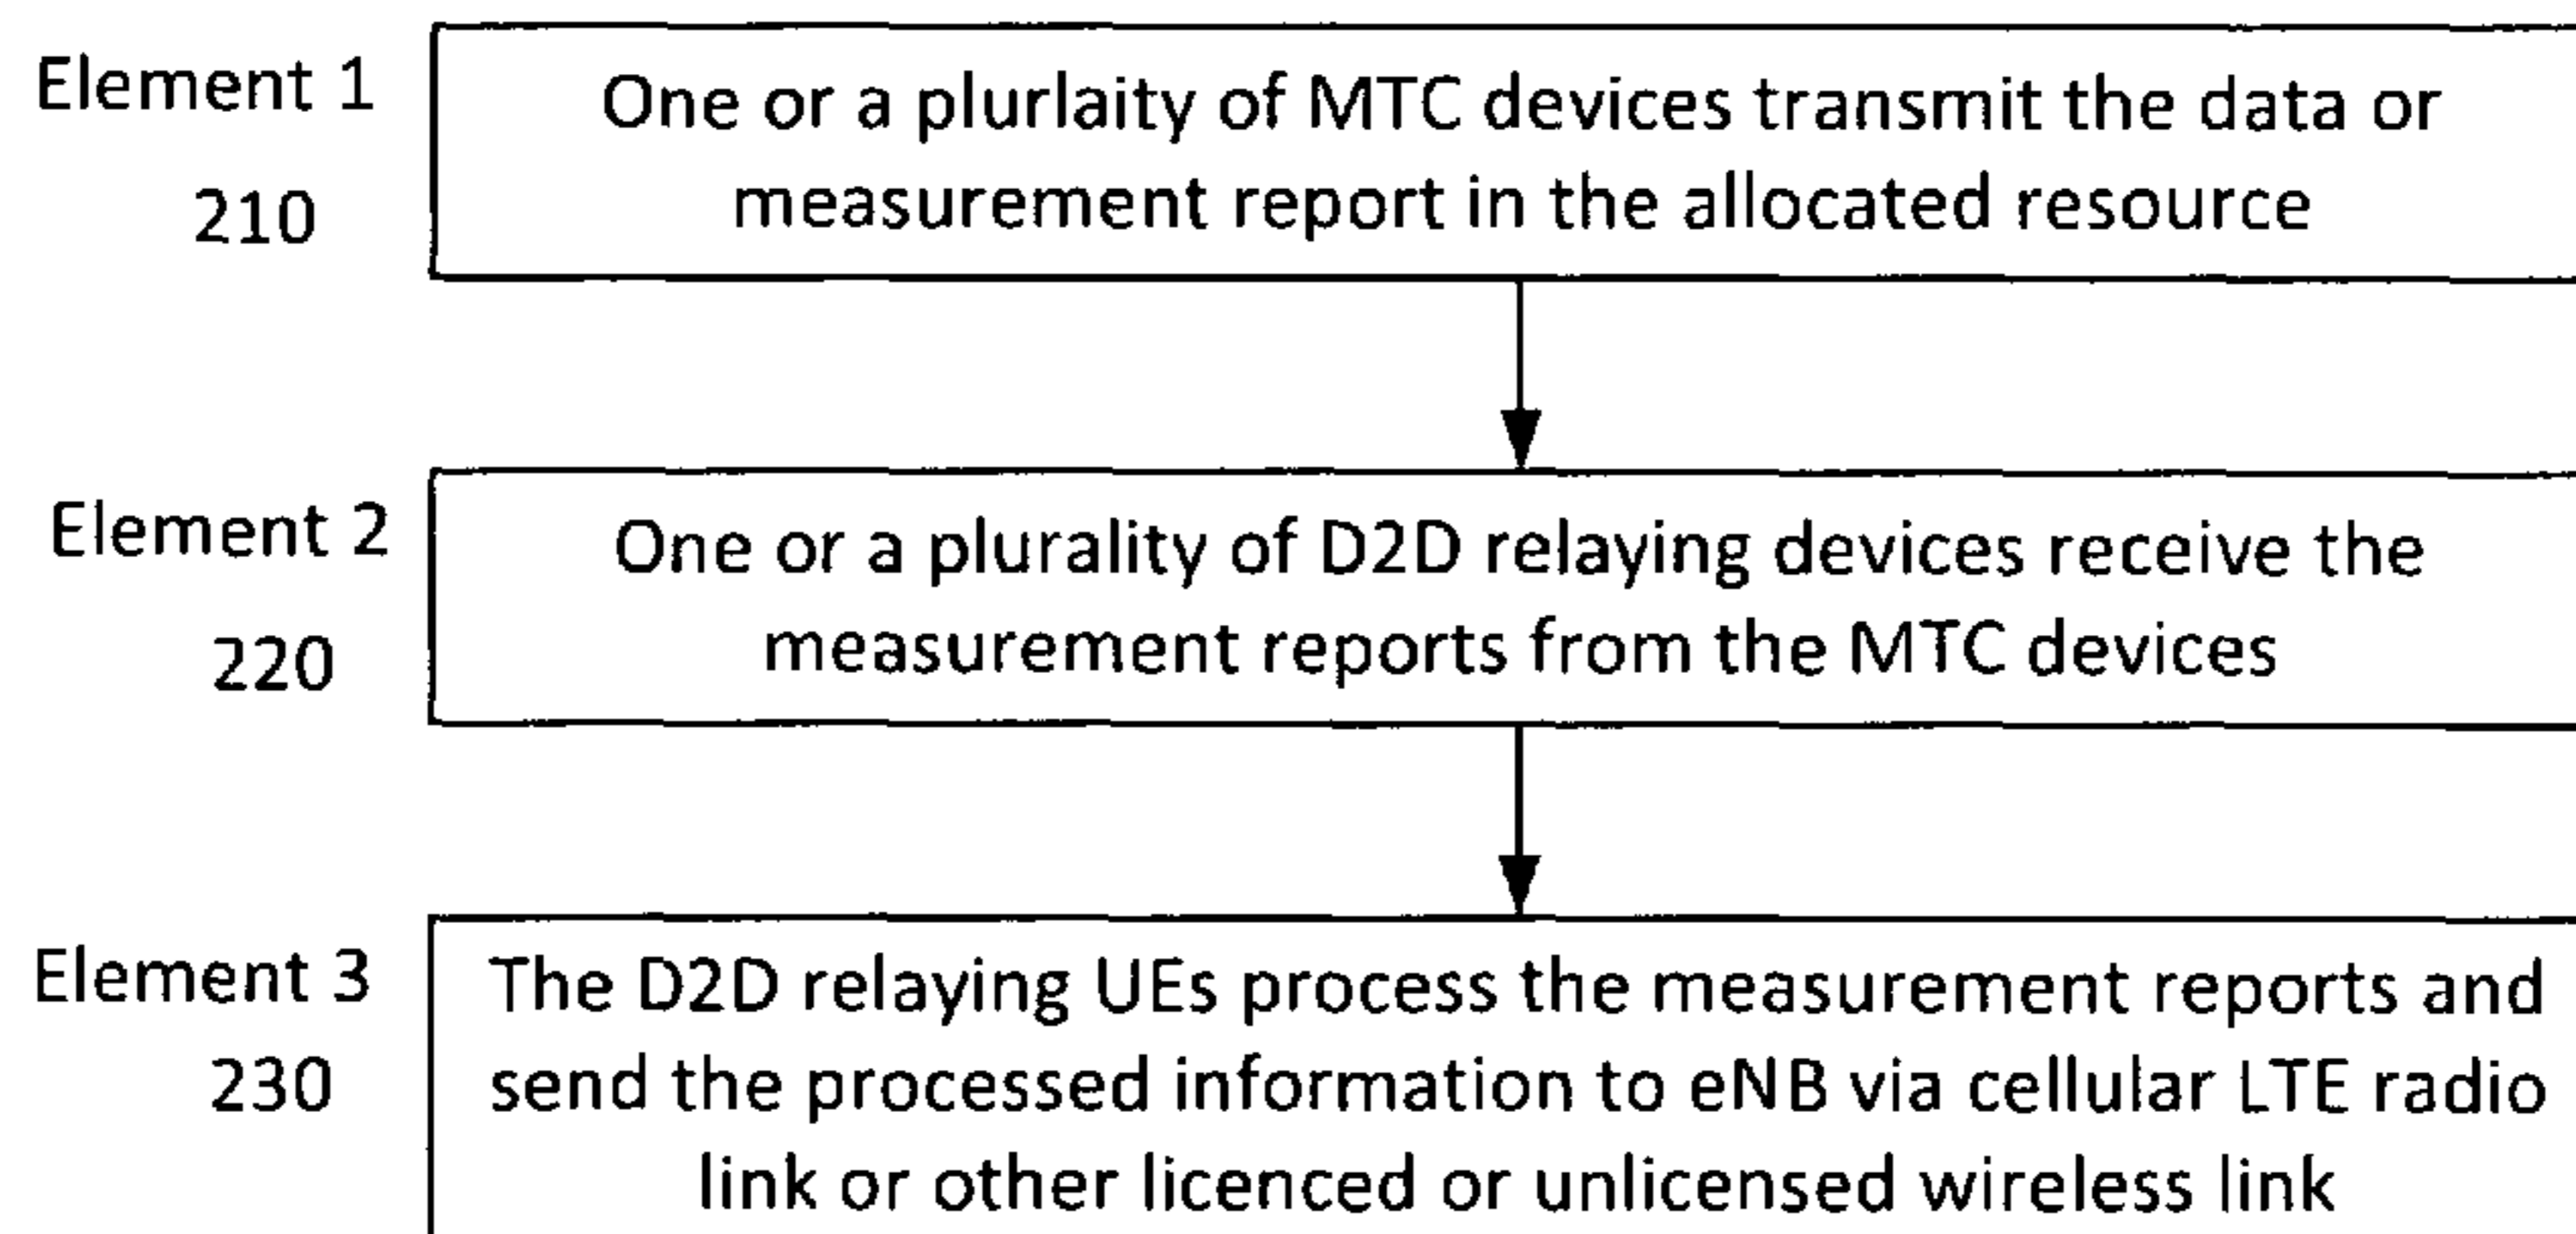 Element 1
210
One or a plurlaity of MTC devices transmit the data or
measurement report in the allocated resource
Element 2
220
One or a plurality of D2D relaying devices receive the
measurement reports from the MTC devices
Element 3
230
The D2D relaying UEs process the measurement reports and
send the processed information to eNB via cellular LTE radio
link or other licenced or unlicensed wireless link